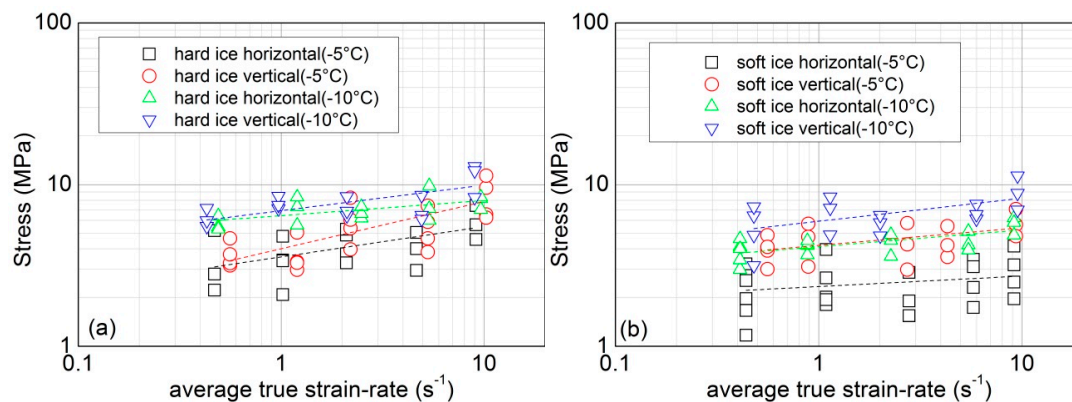 100
10
1
Stress (MPa)
hard ice horizontal(-5°C)
hard ice vertical(-5°C)
hard ice horizontal(-10°C)
hard ice vertical(-10°C)
(a)
0.1
1
10
average true strain-rate (s⁻¹)
100
10
1
Stress (MPa)
soft ice horizontal(-5°C)
soft ice vertical(-5°C)
soft ice horizontal(-10°C)
soft ice vertical(-10°C)
(b)
0.1
1
10
average true strain-rate (s⁻¹)